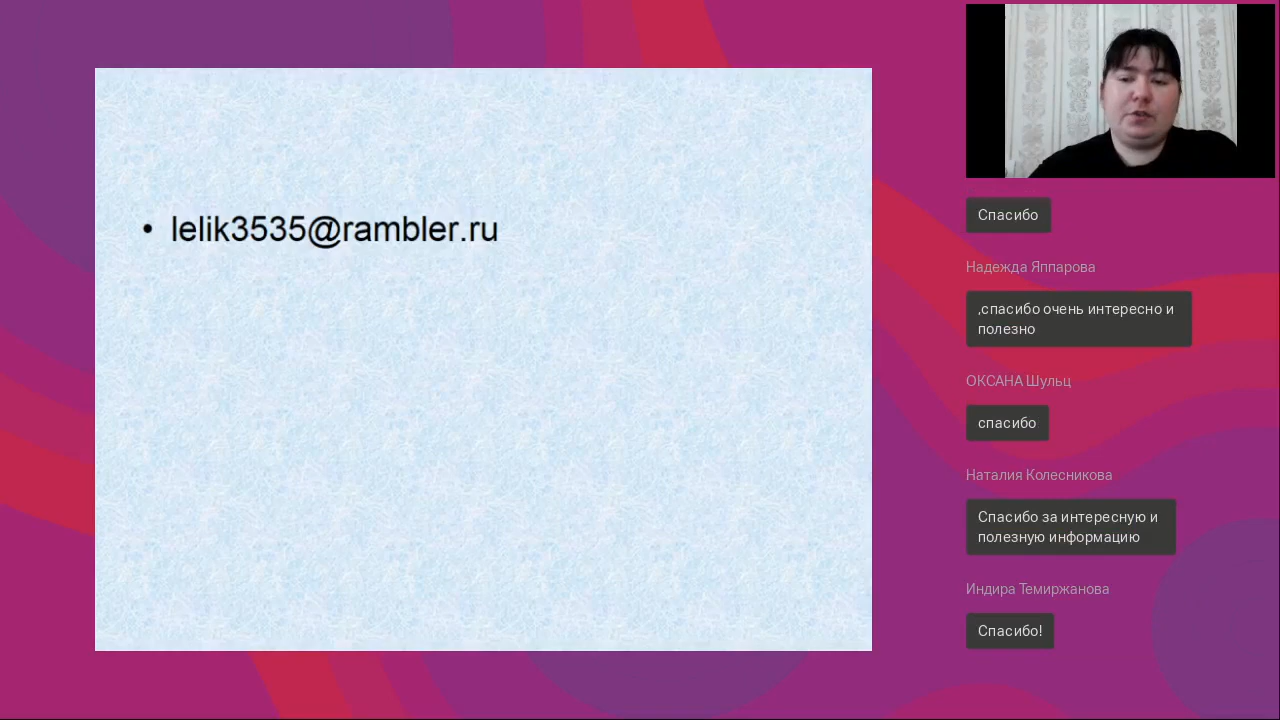 • lelik3535@rambler.ru
Спасибо
Надежда Яппарова
,спасибо очень интересно и
полезно
ОКСАНА Шульц
спасибо
Наталия Колесникова
Спасибо за интересную и
полезную информацию
Индира Темиржанова
Спасибо!